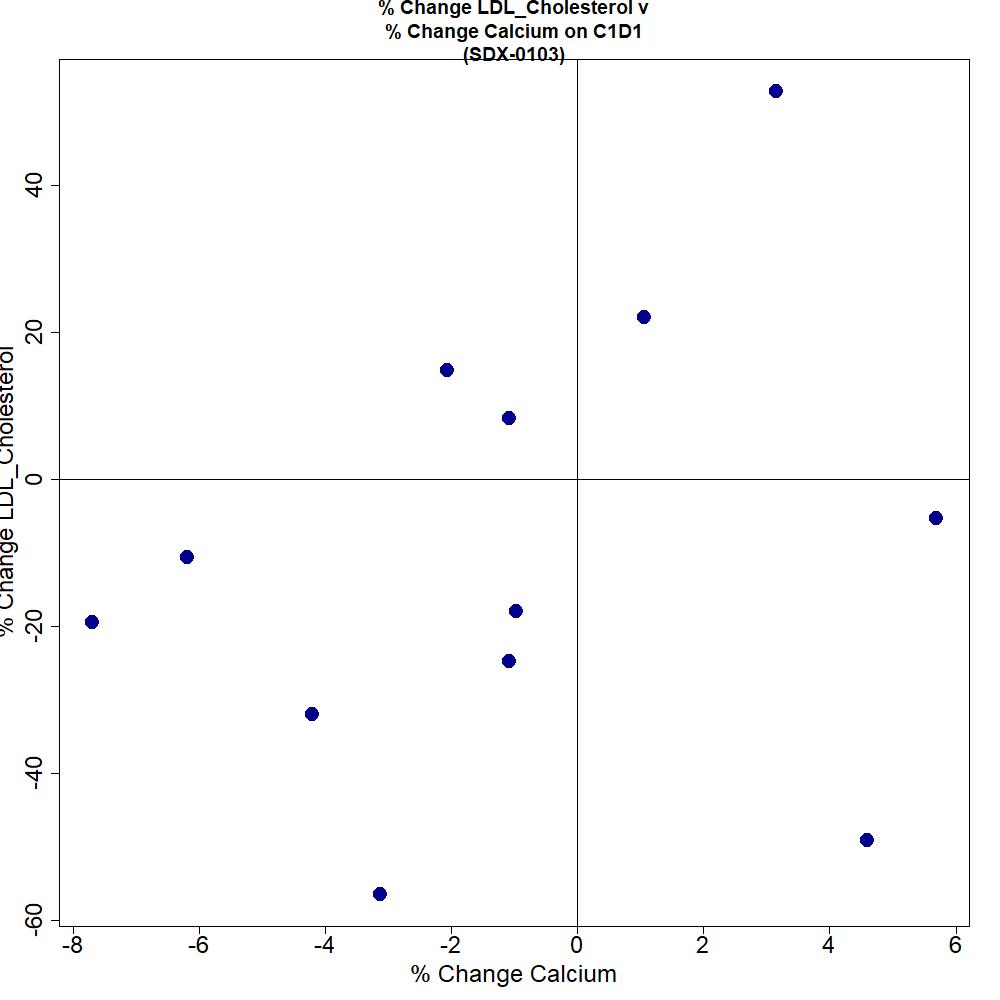 % Change LDL_Cholesterol v
% Change Calcium on C1D1
(SDX-0103)
% Change LDL_Cholesterol
40
20
0
-20
-40
-60
-8
-6
-4
-2
0
2
4
6
% Change Calcium